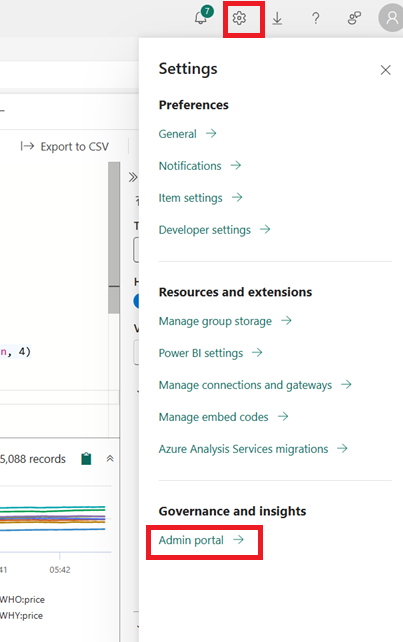 7
?
Settings
Preferences
Export to CSV
General
Notifications
Item settings
Developer settings
Resources and extensions
Manage group storage
n, 4)
Power BI settings
Manage connections and gateways
Manage embed codes
Azure Analysis Services migrations
5,088 records
Governance and insights
Admin portal
41
05:42
WHO:price
WHY:price